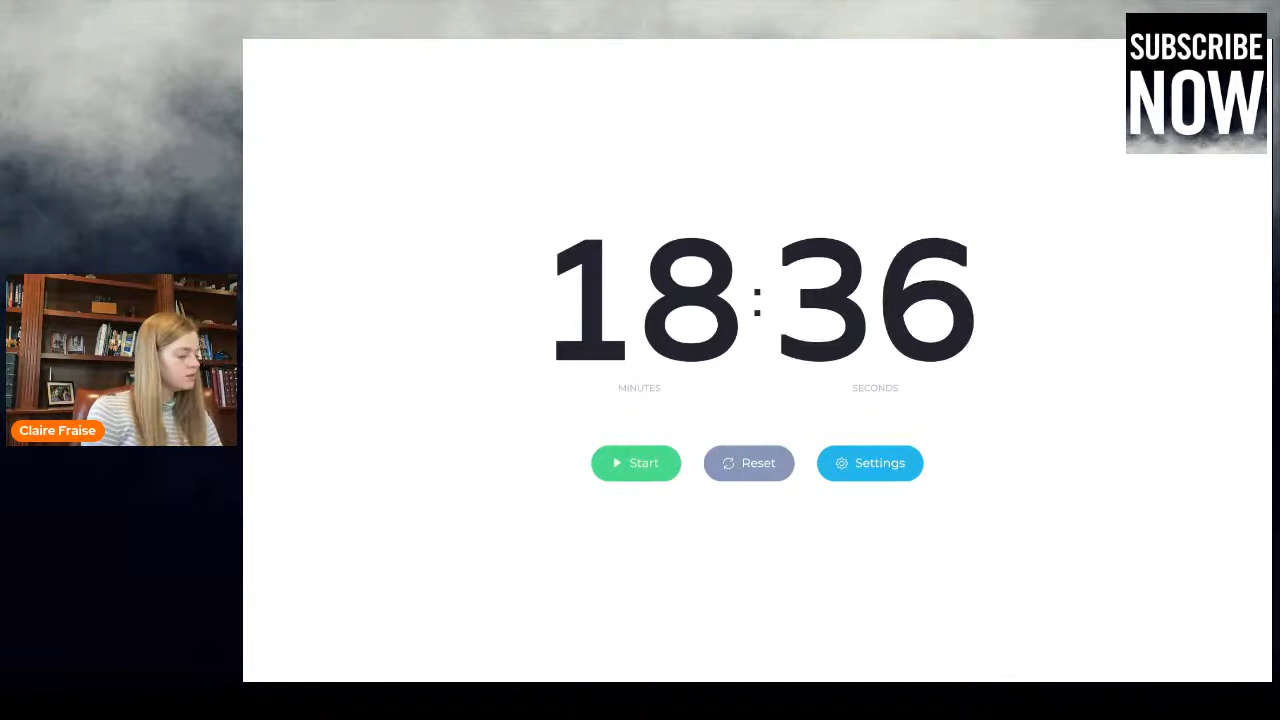 SUBSCRIBE
NOW
18:36
MINUTES SECONDS
Start Reset Settings
Claire Fraise